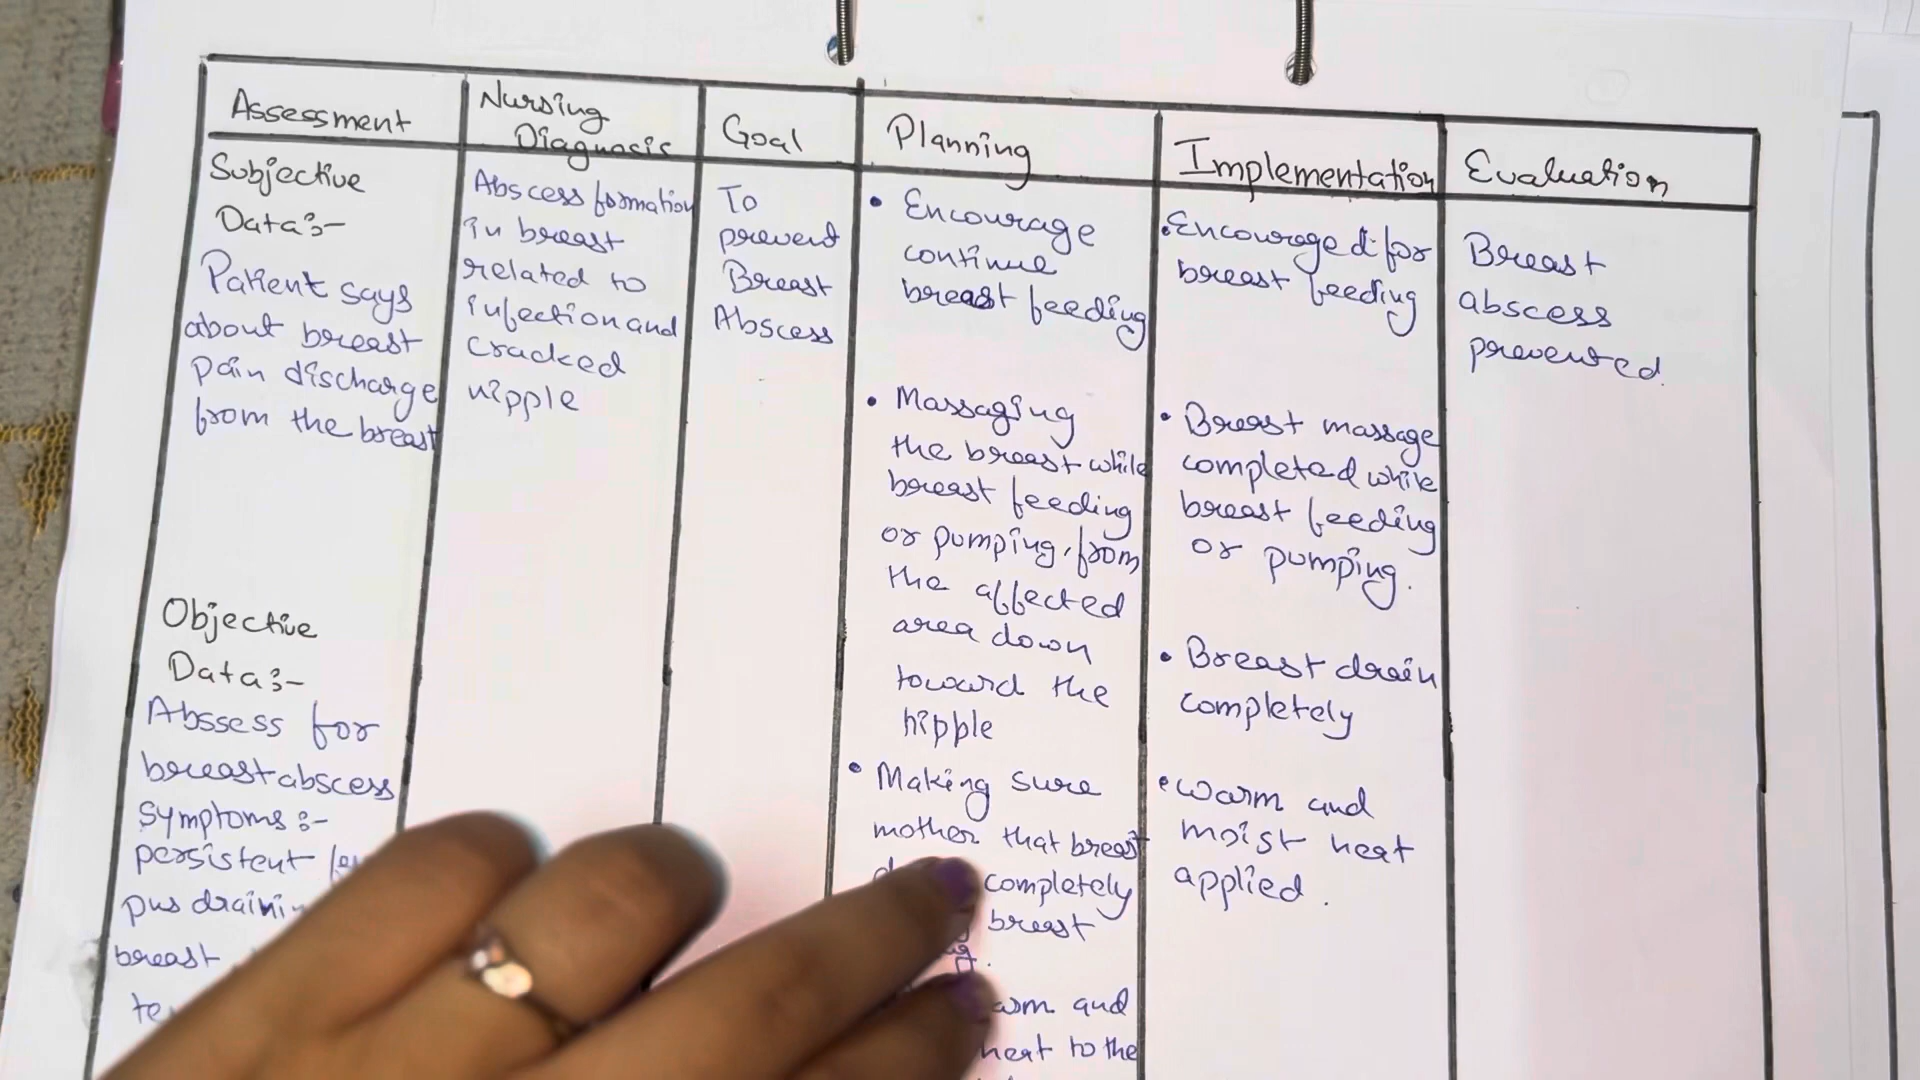 Assessment
Subjective
Data:-
Patient says
about breast
pain discharge
from the breast
Objective
Data:-
Abssess for
breast abscess
symptoms:-
persistent
pus
breast
Nursing
Diagnosis
Abscess formation
in breast
related to
infection and
cracked
nipple
Goal
To
prevent
Breast
Abscess
Planning
• Encourage
continue
breast feeding
• Massaging
the breast while
breast feeding
or pumping, from
the affected
area down
toward the
nipple
• Making sure
mother that breast
completely
breast
and
heat to the
Implementation
• Encouraged for
breast feeding
• Breast massage
completed while
breast feeding
or pumping.
• Breast drain
completely
• warm and
moist heat
applied.
Evaluation
Breast
abscess
prevented.